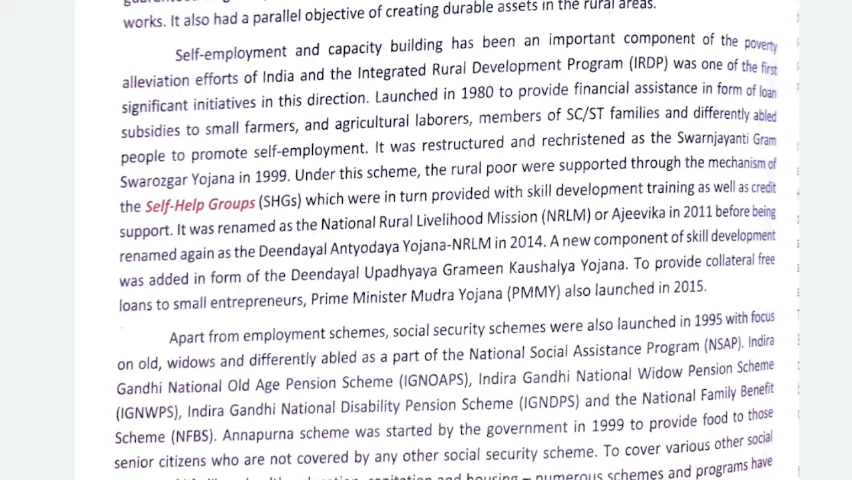 works. It also had a parallel objective of creating durable assets in the rural areas.
Self-employment and capacity building has been an important component of the poverty
alleviation efforts of India and the Integrated Rural Development Program (IRDP) was one of the first
significant initiatives in this direction. Launched in 1980 to provide financial assistance in form of loan
subsidies to small farmers, and agricultural laborers, members of SC/ST families and differently abled
people to promote self-employment. It was restructured and rechristened as the Swarnjayanti Gram
Swarozgar Yojana in 1999. Under this scheme, the rural poor were supported through the mechanism of
the Self-Help Groups (SHGs) which were in turn provided with skill development training as well as credit
support. It was renamed as the National Rural Livelihood Mission (NRLM) or Ajeevika in 2011 before being
renamed again as the Deendayal Antyodaya Yojana-NRLM in 2014. A new component of skill development
was added in form of the Deendayal Upadhyaya Grameen Kaushalya Yojana. To provide collateral free
loans to small entrepreneurs, Prime Minister Mudra Yojana (PMMY) also launched in 2015.
Apart from employment schemes, social security schemes were also launched in 1995 with focus
on old, widows and differently abled as a part of the National Social Assistance Program (NSAP). Indira
Gandhi National Old Age Pension Scheme (IGNOAPS), Indira Gandhi National Widow Pension Scheme
(IGNWPS), Indira Gandhi National Disability Pension Scheme (IGNDPS) and the National Family Benefit
Scheme (NFBS). Annapurna scheme was started by the government in 1999 to provide food to those
senior citizens who are not covered by any other social security scheme. To cover various other social
and housing – numerous schemes and programs have